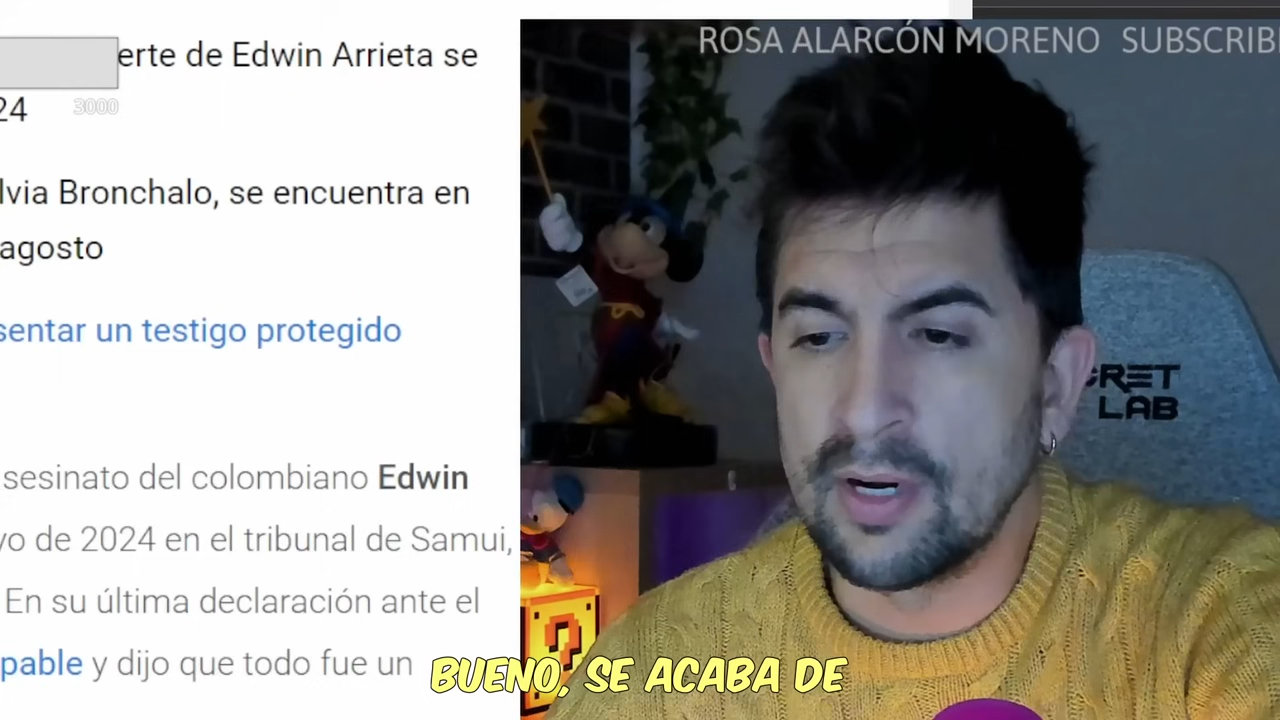 erte de Edwin Arrieta se
24
3000
lvia Bronchalo, se encuentra en
agosto
sentar un testigo protegido
sesinato del colombiano Edwin
yo de 2024 en el tribunal de Samui,
En su última declaración ante el
pable y dijo que todo fue un
ROSA ALARCÓN MORENO SUBSCRIB
CRET
LAB
?
BUENO, SE ACABA DE